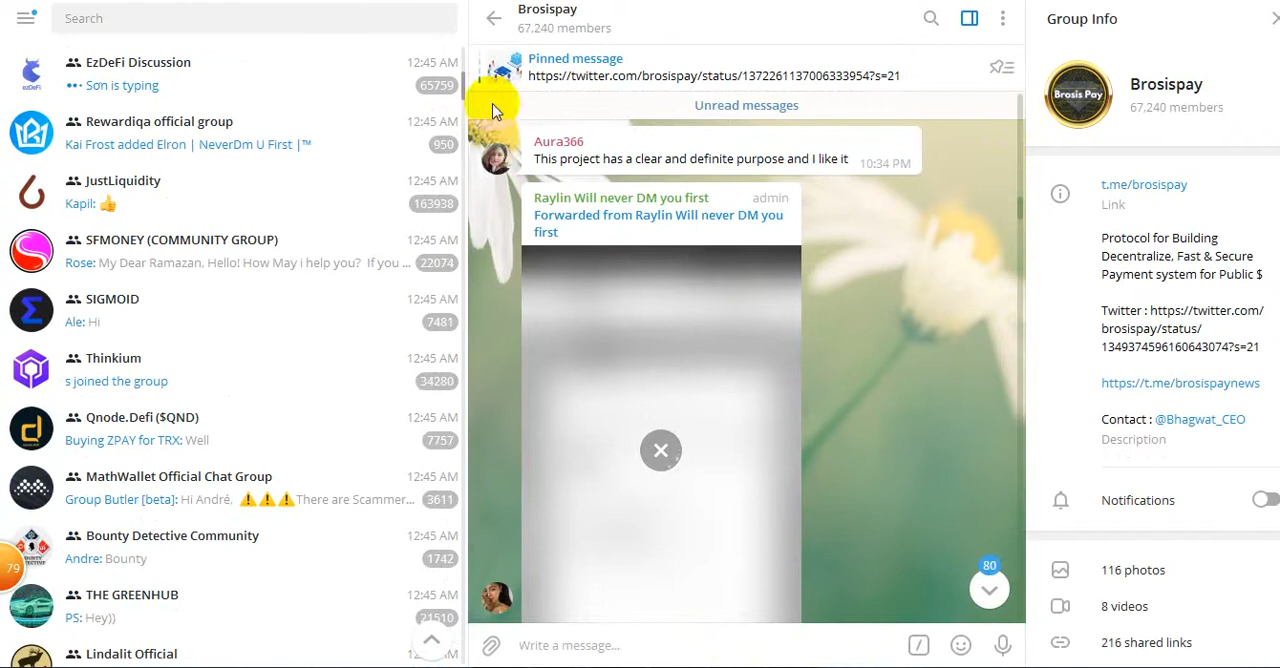 Search
EzDeFi Discussion
12:45 AM
Sơn is typing
65759
Rewardiqa official group
12:45 AM
Kai Frost added Elron | NeverDm U First |™
950
JustLiquidity
12:45 AM
Kapil: 👍
163938
SFMONEY (COMMUNITY GROUP)
12:45 AM
Rose: My Dear Ramazan, Hello! How May i help you? If you ...
22074
SIGMOID
12:45 AM
Ale: Hi
7481
Thinkium
12:45 AM
s joined the group
34280
Qnode.Defi ($QND)
12:45 AM
Buying ZPAY for TRX: Well
7757
MathWallet Official Chat Group
12:45 AM
Group Butler [beta]: Hi André, ⚠️⚠️⚠️There are Scammer...
3611
Bounty Detective Community
12:45 AM
Andre: Bounty
1742
79
THE GREENHUB
12:45 AM
PS: Hey))
21510
Lindalit Official
12:45 AM
Brosispay
67,240 members
Pinned message
https://twitter.com/brosispay/status/1372261137006333954?s=21
Unread messages
Aura366
This project has a clear and definite purpose and I like it
10:34 PM
Raylin Will never DM you first
admin
Forwarded from Raylin Will never DM you
first
80
Write a message...
Group Info
Brosis Pay
Brosispay
67,240 members
t.me/brosispay
Link
Protocol for Building
Decentralize, Fast & Secure
Payment system for Public $
Twitter : https://twitter.com/
brosispay/status/
1349374596160643074?s=21
https://t.me/brosispaynews
Contact : @Bhagwat_CEO
Description
Notifications
116 photos
8 videos
216 shared links